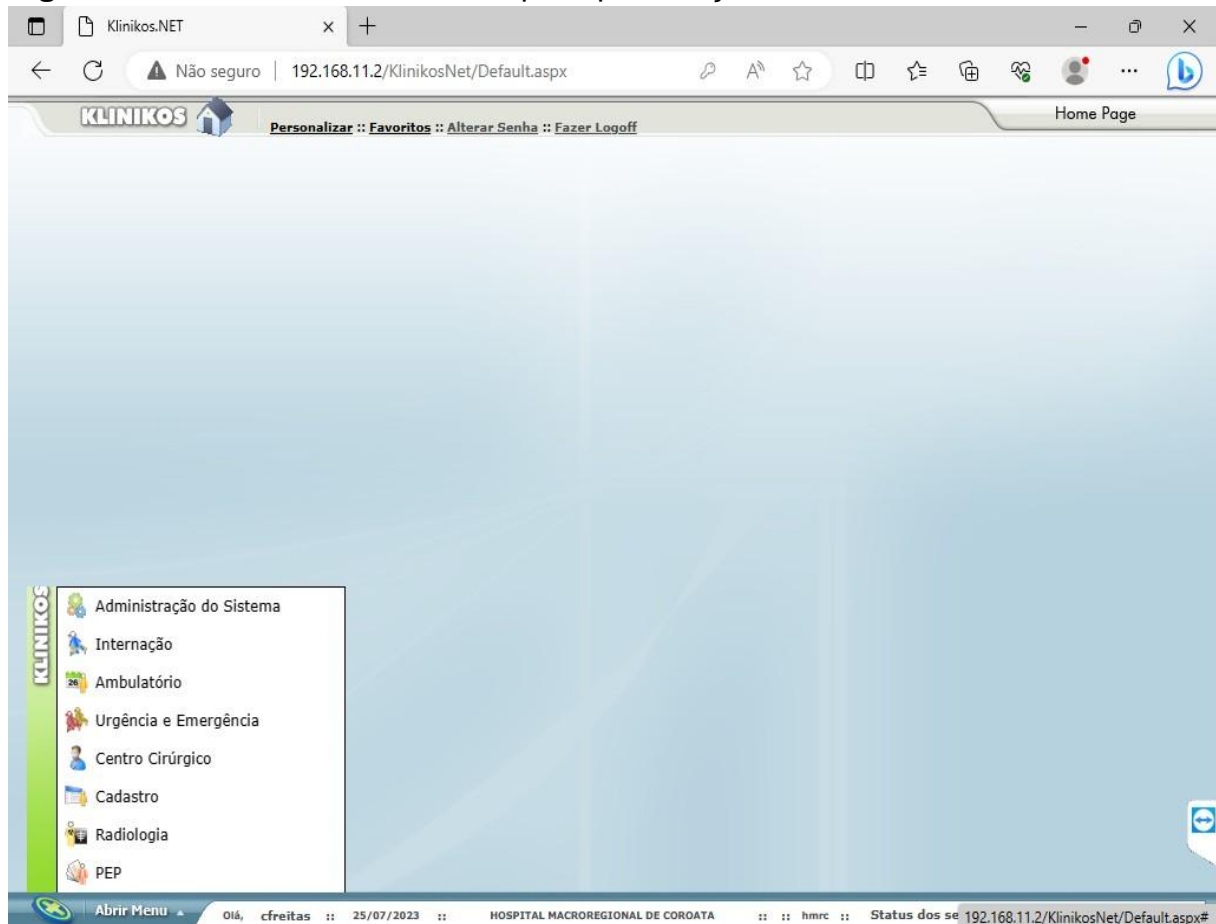 Klinikos.NET
Não seguro | 192.168.11.2/KlinikosNet/Default.aspx
KLINIKOS
Personalizar :: Favoritos :: Alterar Senha :: Fazer Logoff
Home Page
KLINIKOS
Administração do Sistema
Internação
Ambulatório
26
Urgência e Emergência
Centro Cirúrgico
Cadastro
Radiologia
PEP
Abrir Menu
Olá, cfreitas :: 25/07/2023 :: HOSPITAL MACROREGIONAL DE COROATA :: :: hmrc :: Status dos se
192.168.11.2/KlinikosNet/Default.aspx#